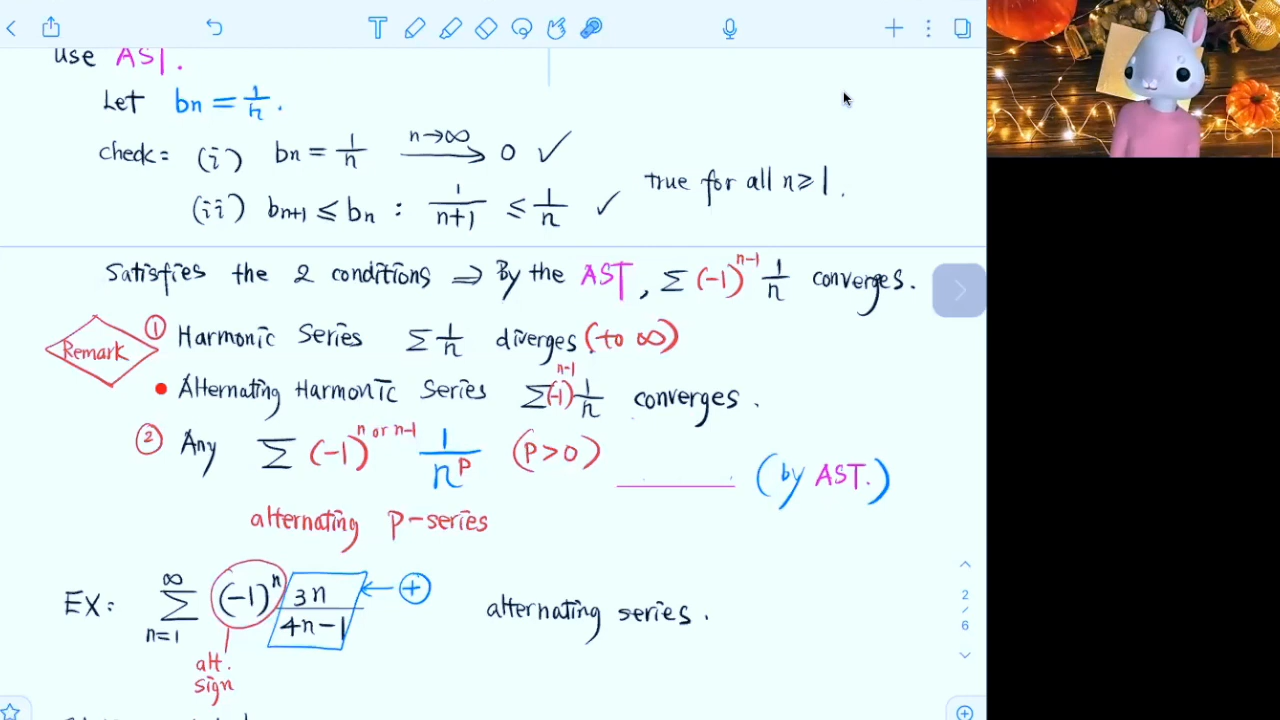 use AST.
Let bn = 1/n.
check: (i) bn = 1/n n→∞ 0 ✓
(ii) bn+1 ≤ bn : 1/n+1 ≤ 1/n ✓ true for all n ≥ 1.
Satisfies the 2 conditions ⇒ By the AST, Σ (-1)^n-1 1/n converges.
Remark ① Harmonic Series Σ 1/n diverges (to ∞)
• Alternating Harmonic Series Σ(-1)^n-1 1/n converges.
② Any Σ (-1)^n or n-1 1/n^p (p>0) ______ (by AST.)
alternating p-series
EX: ∞ Σ n=1 (-1)^n 3n/4n-1 ← + alternating series.
alt.
sign
2
/
6